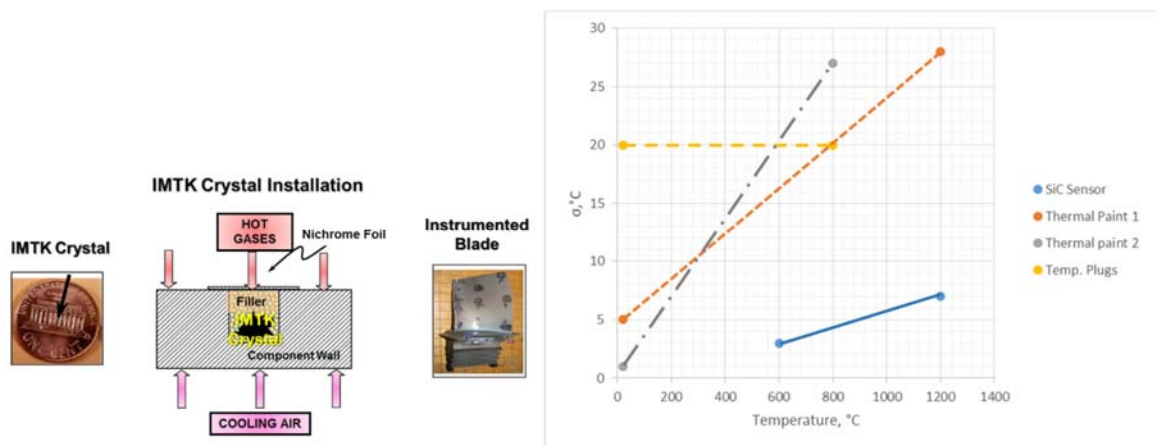 IMTK Crystal Installation
IMTK Crystal
HOT
GASES
Nichrome Foil
Instrumented
Blade
Filler
IMTK
Crystal
Component Wall
COOLING AIR
ONE CENT
30
25
20
15
10
5
0
σ,°C
0 200 400 600 800 1000 1200 1400
Temperature, °C
SiC Sensor
Thermal Paint 1
Thermal paint 2
Temp. Plugs